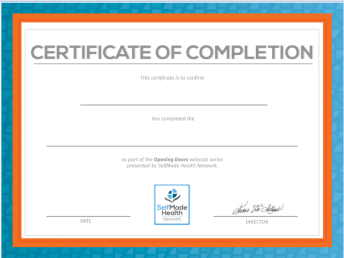 CERTIFICATE OF COMPLETION
This certificate is to confirm
has completed the
as part of the Opening Doors webcast series
presented by SelfMade Health Network
SelfMade
Health
Network
DATE
DIRECTOR